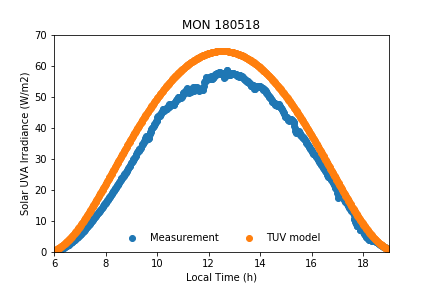 MON 180518
Solar UVA Irradiance (W/m2)
70
60
50
40
30
20
10
0
6 8 10 12 14 16 18
Measurement TUV model
Local Time (h)